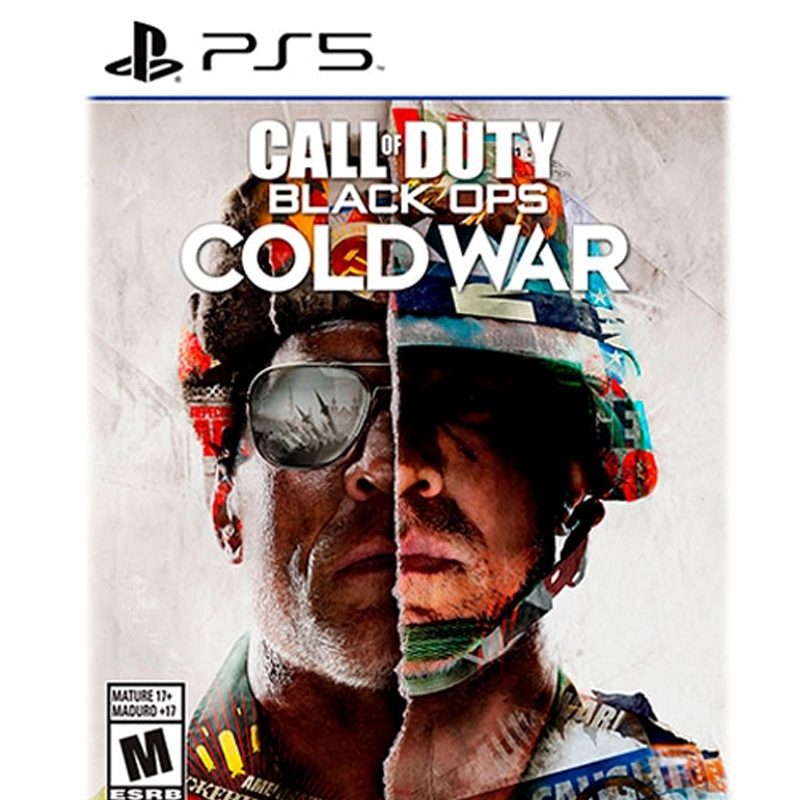 PS5
CALL OF DUTY
BLACK OPS
COLD WAR
MATURE 17+
MADURO +17
M
ESRB